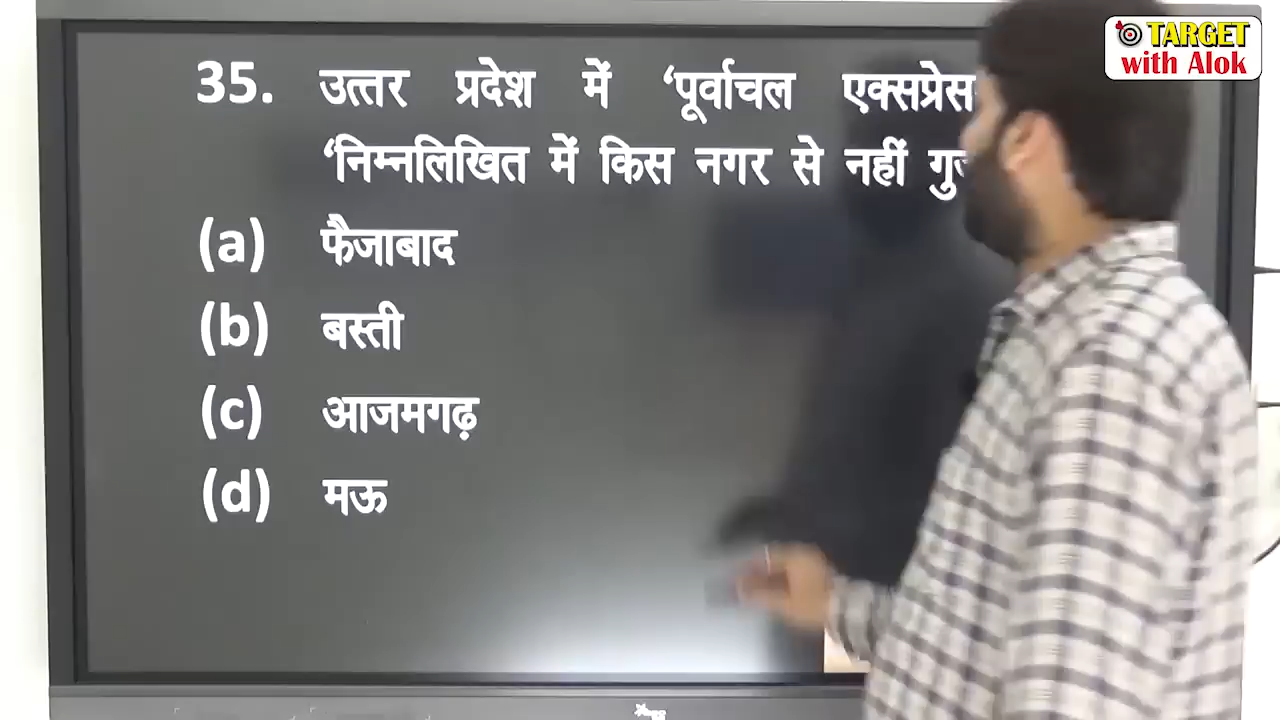 TARGET
with Alok
35. उत्तर प्रदेश में ‘पूर्वाचल एक्सप्रेस
‘निम्नलिखित में किस नगर से नहीं
(a) फैजाबाद
(b) बस्ती
(c) आजमगढ़
(d) मऊ